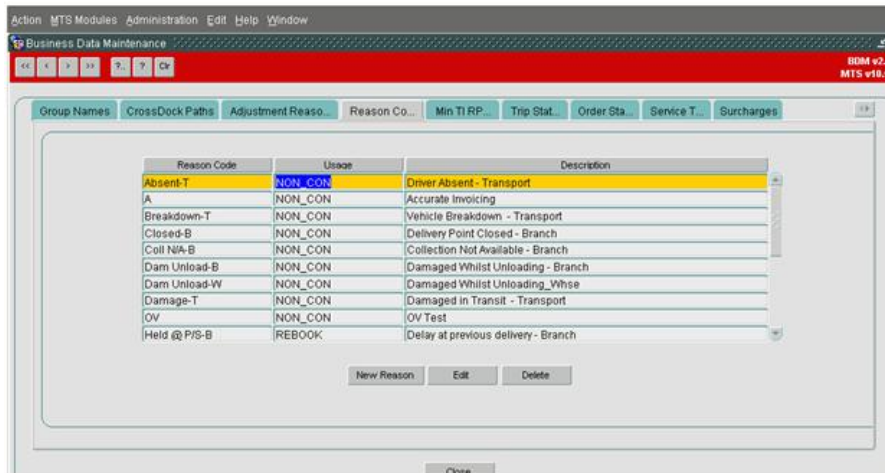 Action MTS Modules Administration Edit Help Window
Business Data Maintenance
<< < > >> ?.. ? Clr
BDM v2.
MTS v10.
Group Names CrossDock Paths Adjustment Reaso... Reason Co... Min TI RP... Trip Stat... Order Sta... Service T... Surcharges
Reason Code Usage Description
Absent-T NON_CON Driver Absent - Transport
A NON_CON Accurate Invoicing
Breakdown-T NON_CON Vehicle Breakdown - Transport
Closed-B NON_CON Delivery Point Closed - Branch
Coll N/A-B NON_CON Collection Not Available - Branch
Dam Unload-B NON_CON Damaged Whilst Unloading - Branch
Dam Unload-W NON_CON Damaged Whilst Unloading_Whse
Damage-T NON_CON Damaged in Transit - Transport
OV NON_CON OV Test
Held @ P/S-B REBOOK Delay at previous delivery - Branch
New Reason Edit Delete
Close